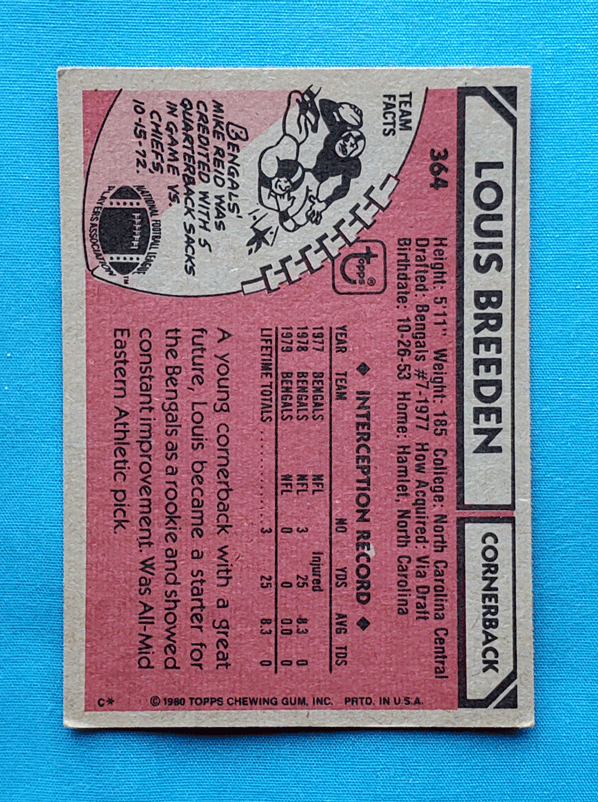 LOUIS BREEDEN
CORNERBACK
364
Height: 5'11" Weight: 185 College: North Carolina Central
Drafted: Bengals #7-1977 How Acquired: Via Draft
Birthdate: 10-26-53 Home: Hamlet, North Carolina
TEAM
FACTS
BENGALS'
MIKE REID WAS
CREDITED WITH 5
QUARTERBACK SACKS
IN GAME VS.
CHIEFS,
10-15-72.
NATIONAL FOOTBALL LEAGUE
PLAYERS ASSOCIATION™
topps®
◆ INTERCEPTION RECORD ◆
YEAR TEAM NO YDS AVG TDS
1977 BENGALS NFL Injured
1978 BENGALS NFL 3 25 8.3 0
1979 BENGALS NFL 0 0 0.0 0
LIFETIME TOTALS . . . . . . . . . . . . 3 25 8.3 0
A young cornerback with a great
future, Louis became a starter for
the Bengals as a rookie and showed
constant improvement. Was All-Mid
Eastern Athletic pick.
© 1980 TOPPS CHEWING GUM, INC. PRTD. IN U.S.A.
C*